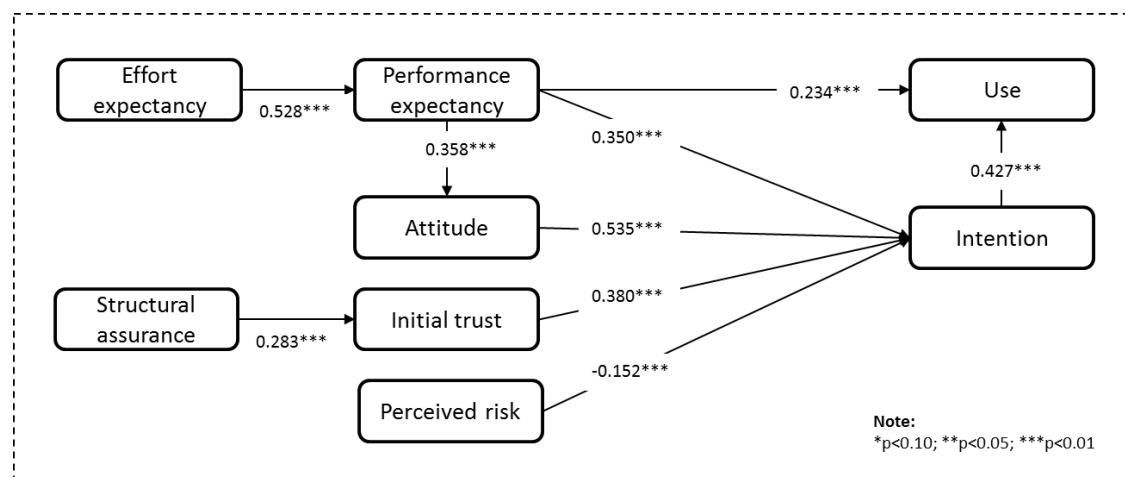 Effort
expectancy
0.528***
Performance
expectancy
0.234***
Use
0.350***
0.358***
0.427***
Attitude
0.535***
Intention
Structural
assurance
0.283***
Initial trust
0.380***
-0.152***
Perceived risk
Note:
*p<0.10; **p<0.05; ***p<0.01